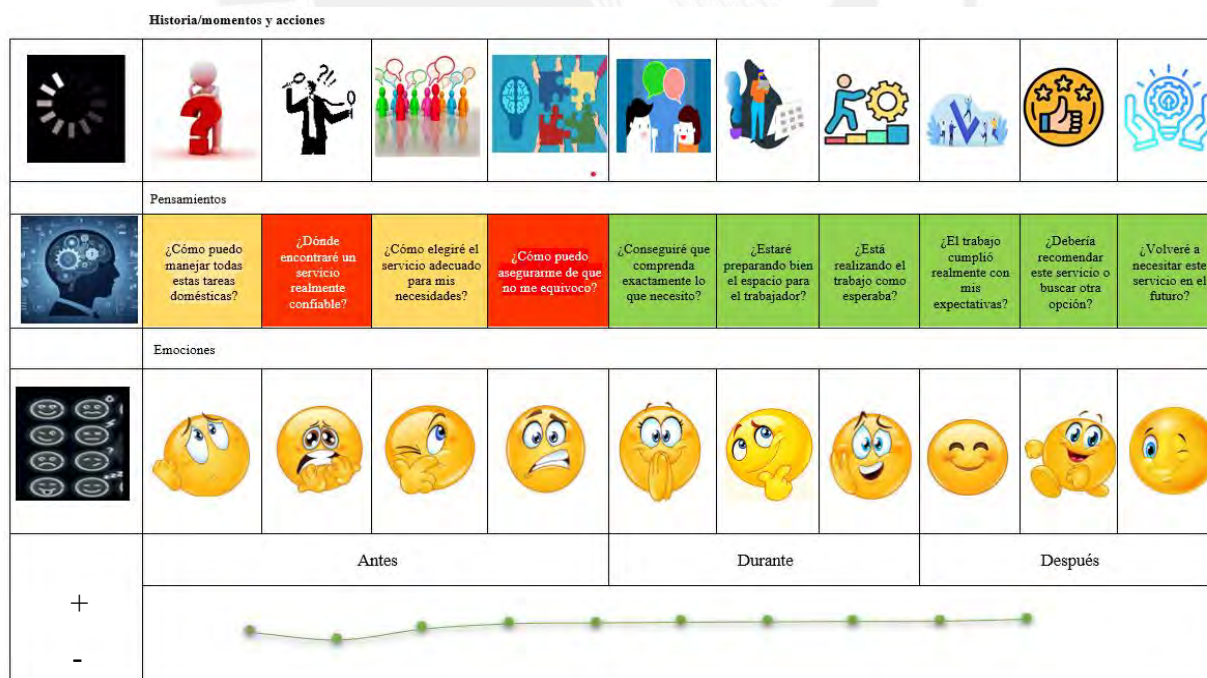 Historia/momentos y acciones
?!!
Pensamientos
¿Cómo puedo
manejar todas
estas tareas
domésticas?
¿Dónde
encontraré un
servicio
realmente
confiable?
¿Cómo elegiré el
servicio adecuado
para mis
necesidades?
¿Cómo puedo
asegurarme de que
no me equivoco?
¿Conseguiré que
comprenda
exactamente lo
que necesito?
¿Estaré
preparando bien
el espacio para
el trabajador?
¿Está
realizando el
trabajo como
esperaba?
¿El trabajo
cumplió
realmente con
mis
expectativas?
¿Debería
recomendar
este servicio o
buscar otra
opción?
¿Volveré a
necesitar este
servicio en el
futuro?
Emociones
Antes
Durante
Después
+
-